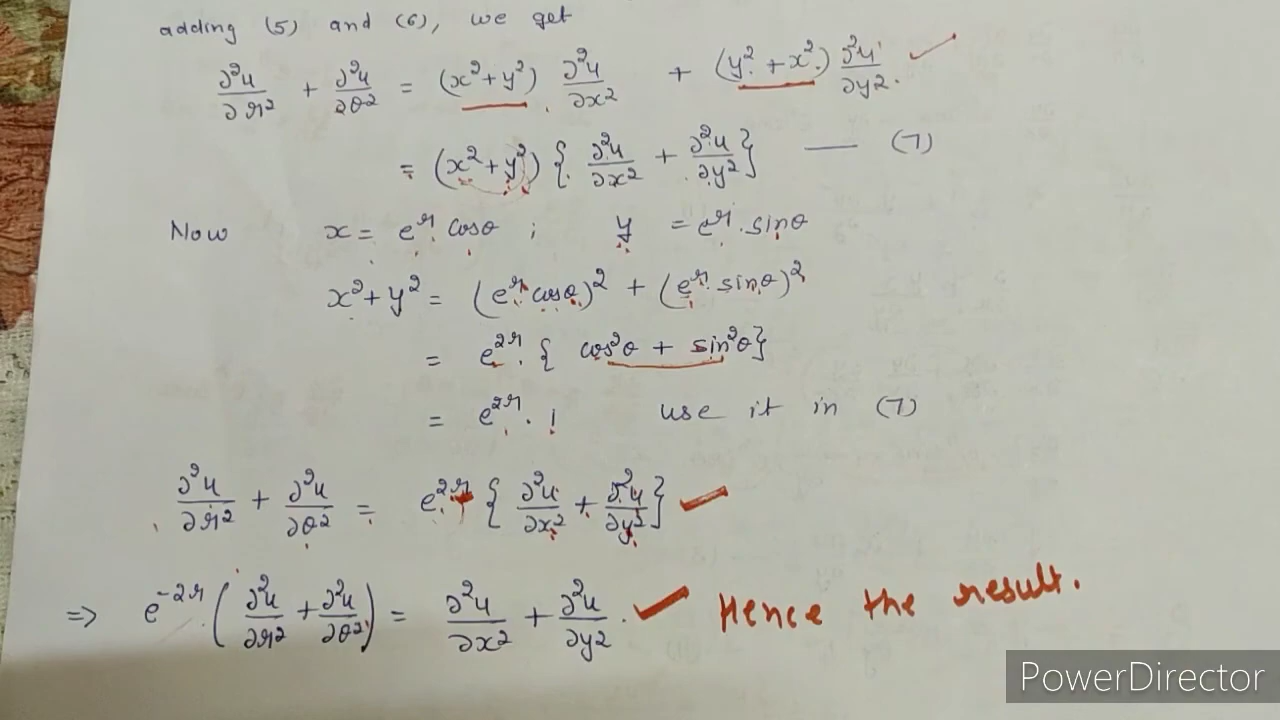 adding (5) and (6), we get
∂²u/∂r² + ∂²u/∂θ² = (x²+y²) ∂²u/∂x² + (y²+x²) ∂²u/∂y².
= (x²+y²) { ∂²u/∂x² + ∂²u/∂y² } — (7)
Now x = e^r cosθ ; y = e^r. sinθ
x²+y² = (e^r cosθ)² + (e^r sinθ)²
= e^2r. { cos²θ + sin²θ}
= e^2r. 1 use it in (7)
∂²u/∂r² + ∂²u/∂θ² = e^2r { ∂²u/∂x² + ∂²u/∂y² }
=> e^-2r ( ∂²u/∂r² + ∂²u/∂θ² ) = ∂²u/∂x² + ∂²u/∂y². Hence the result.
PowerDirector